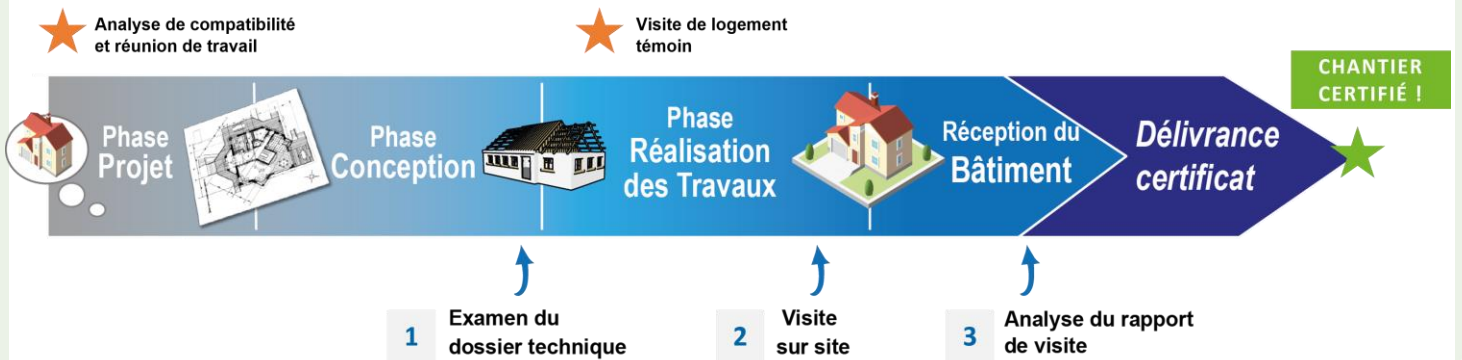 Analyse de compatibilité
et réunion de travail
Visite de logement
témoin
CHANTIER
CERTIFIÉ !
Phase
Projet
Phase
Conception
Phase
Réalisation
des Travaux
Réception du
Bâtiment
Délivrance
certificat
1
Examen du
dossier technique
2
Visite
sur site
3
Analyse du rapport
de visite